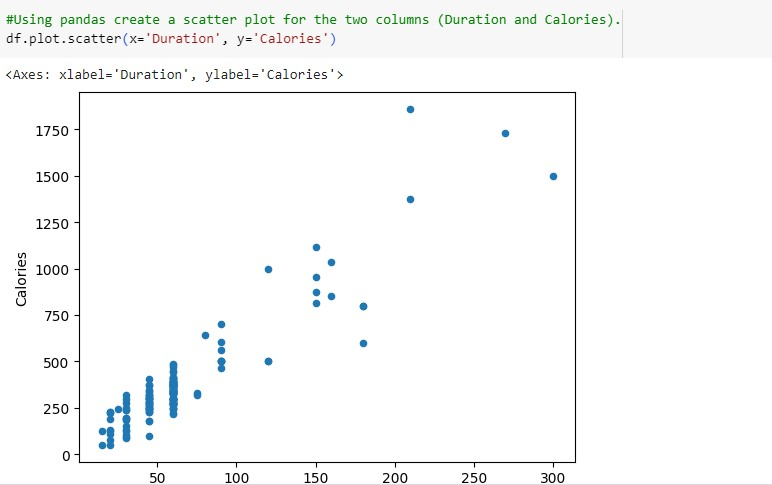 #Using pandas create a scatter plot for the two columns (Duration and Calories).
df.plot.scatter(x='Duration', y='Calories')
<Axes: xlabel='Duration', ylabel='Calories'>
1750
1500
1250
1000
750
500
250
0
Calories
50 100 150 200 250 300